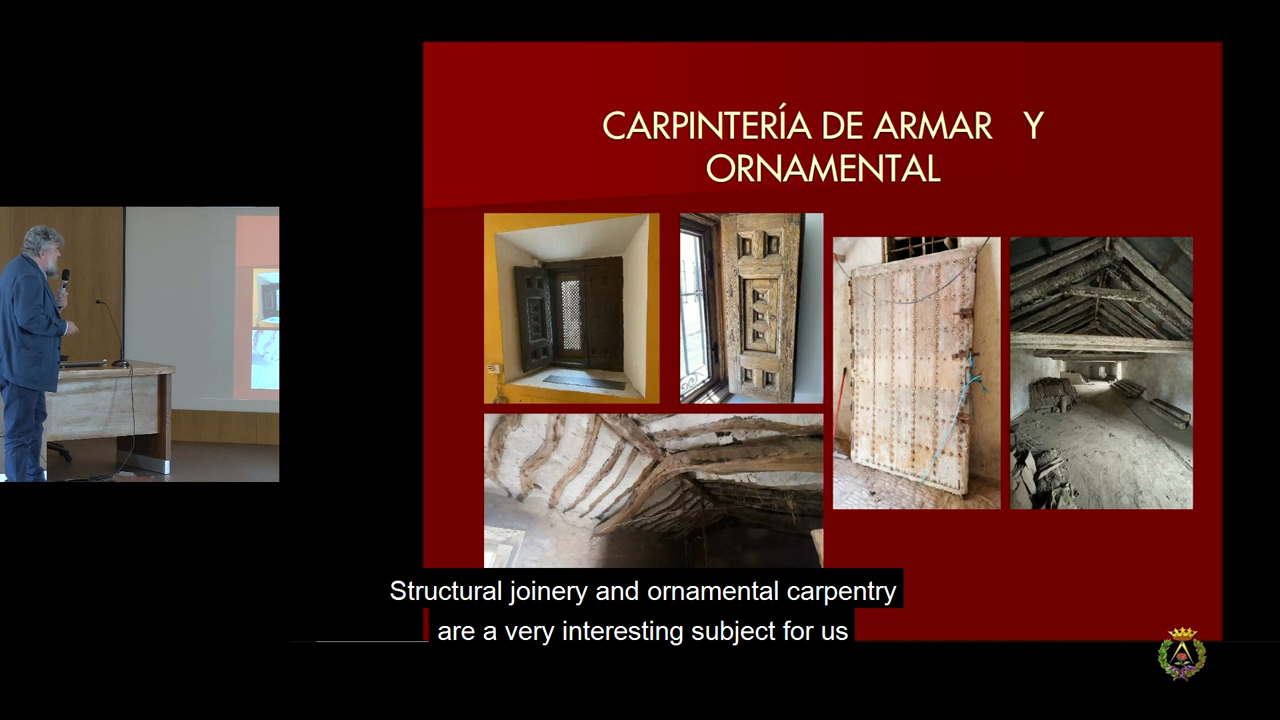 CARPINTERÍA DE ARMAR Y
ORNAMENTAL
Structural joinery and ornamental carpentry
are a very interesting subject for us